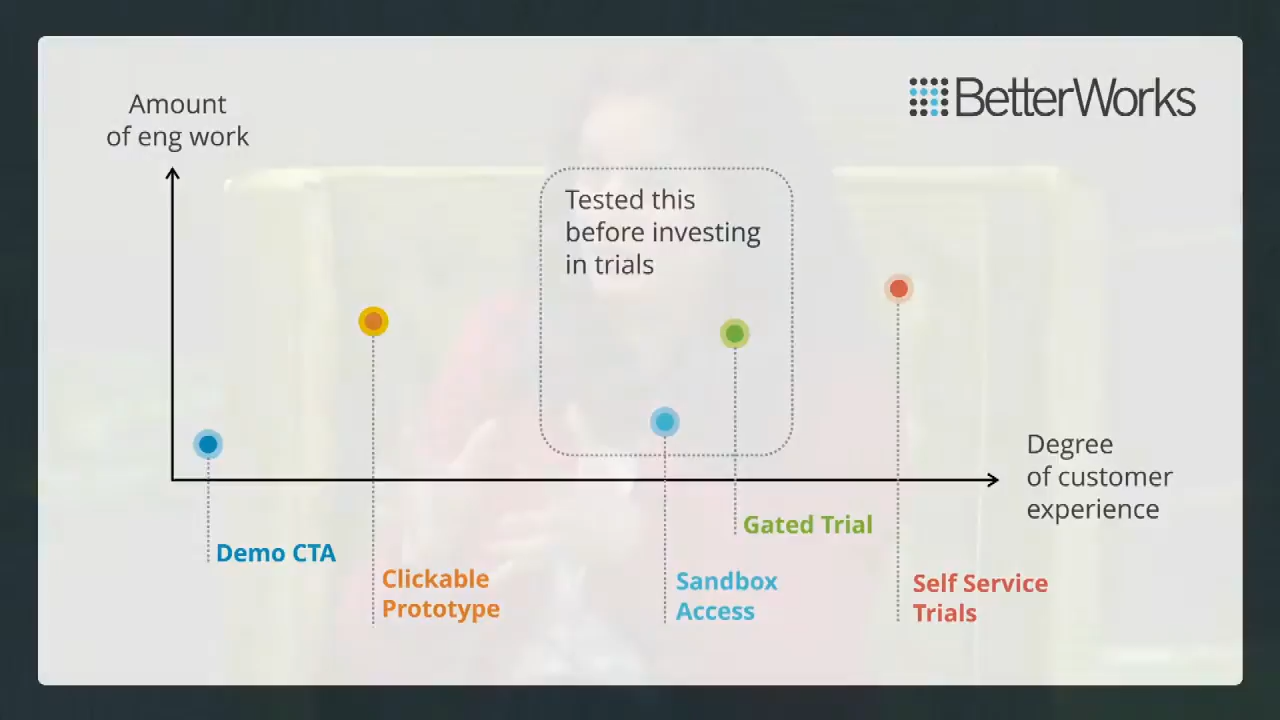 Amount
of eng work
BetterWorks
Tested this
before investing
in trials
Degree
of customer
experience
Gated Trial
Demo CTA
Clickable
Prototype
Sandbox
Access
Self Service
Trials